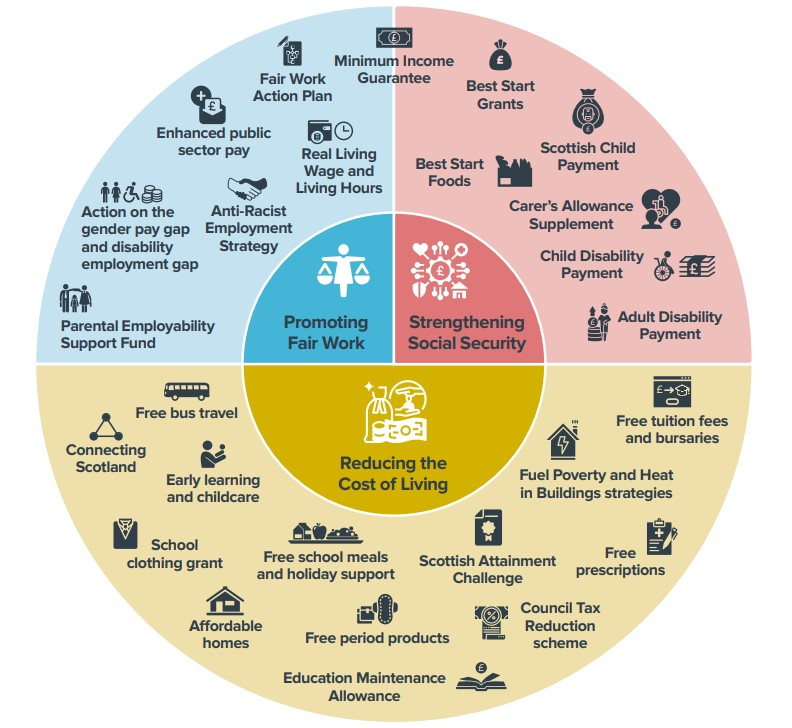 Minimum Income
Guarantee
Fair Work
Action Plan
Enhanced public
sector pay
Real Living
Wage and
Living Hours
Action on the
gender pay gap
and disability
employment gap
Anti-Racist
Employment
Strategy
Parental Employability
Support Fund
Promoting
Fair Work
Best Start
Grants
Scottish Child
Payment
Best Start
Foods
Carer's Allowance
Supplement
Child Disability
Payment
Adult Disability
Payment
Strengthening
Social Security
Reducing the
Cost of Living
Free bus travel
Connecting
Scotland
Early learning
and childcare
School
clothing grant
Free school meals
and holiday support
Affordable
homes
Free period products
Education Maintenance
Allowance
Free tuition fees
and bursaries
Fuel Poverty and Heat
in Buildings strategies
Scottish Attainment
Challenge
Free
prescriptions
Council Tax
Reduction
scheme